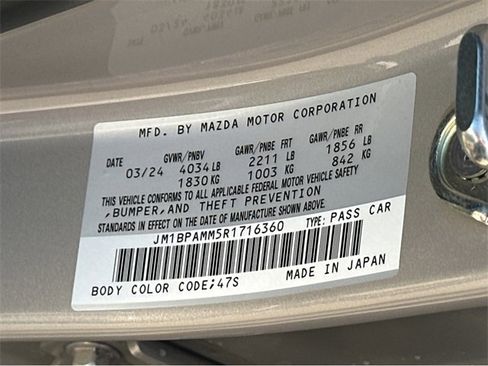 MFD. BY MAZDA MOTOR CORPORATION
GVWR/PNBV GAWR/PNBE FRT GAWR/PNBE RR
03/24 4034 LB 2211 LB 1856 LB
1830 KG 1003 KG 842 KG
THIS VEHICLE CONFORMS TO ALL APPLICABLE FEDERAL MOTOR VEHICLE SAFETY
,BUMPER,AND THEFT PREVENTION
STANDARDS IN EFFECT ON THE DATE OF MANUFACTURE SHOWN ABOVE.
JM1BPAMM5R1716360 TYPE: PASS CAR
BODY COLOR CODE;47S MADE IN JAPAN